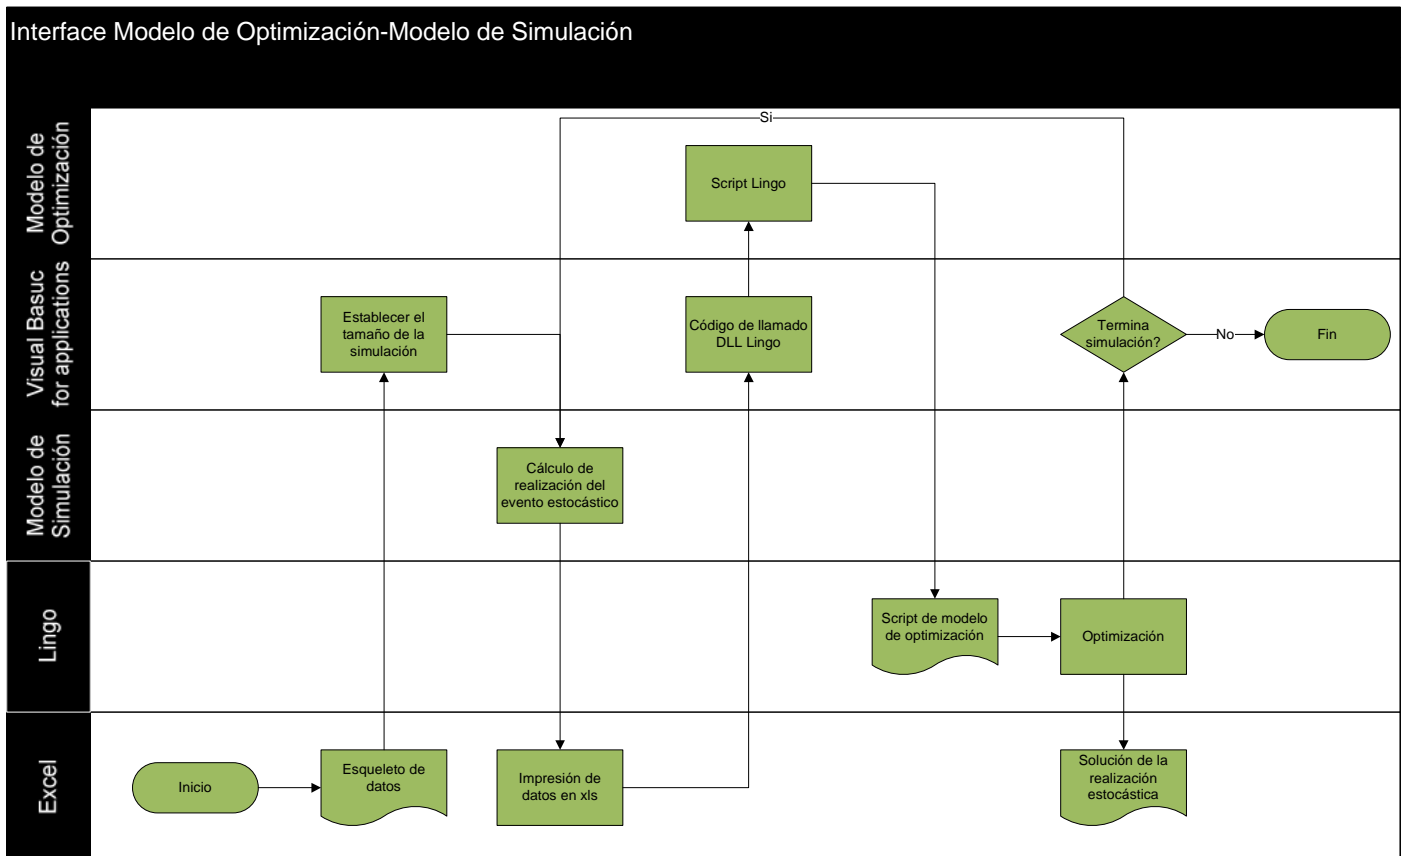 Interface Modelo de Optimización-Modelo de Simulación
Modelo de
Optimización
Si
Script Lingo
Visual Basuc
for applications
Establecer el
tamaño de la
simulación
Código de llamado
DLL Lingo
Termina
simulación?
No
Fin
Modelo de
Simulación
Cálculo de
realización del
evento estocástico
Lingo
Script de modelo
de optimización
Optimización
Excel
Inicio
Esqueleto de
datos
Impresión de
datos en xls
Solución de la
realización
estocástica